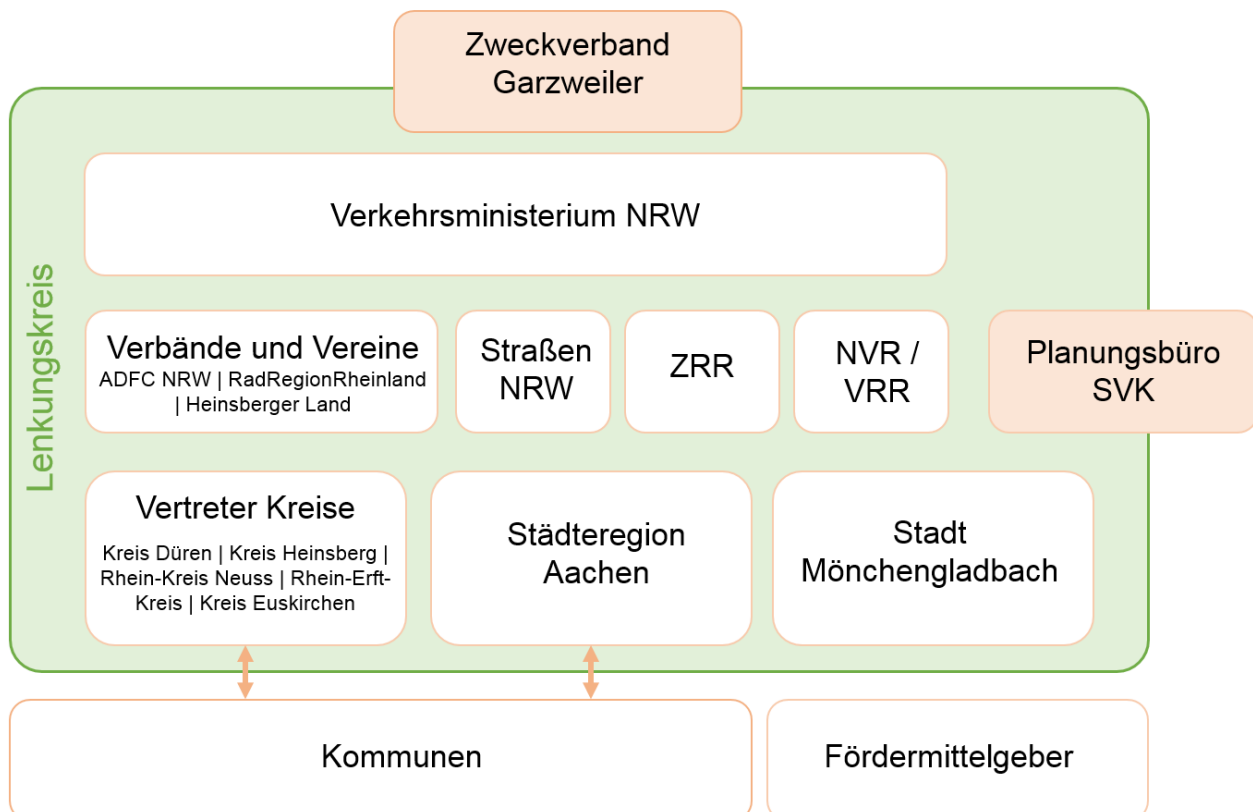 Zweckverband
Garzweiler
Verkehrsministerium NRW
Lenkungskreis
Verbände und Vereine
ADFC NRW | RadRegionRheinland
| Heinsberger Land
Straßen
NRW
ZRR
NVR /
VRR
Planungsbüro
SVK
Vertreter Kreise
Kreis Düren | Kreis Heinsberg |
Rhein-Kreis Neuss | Rhein-Erft-
Kreis | Kreis Euskirchen
Städteregion
Aachen
Stadt
Mönchengladbach
Kommunen
Fördermittelgeber